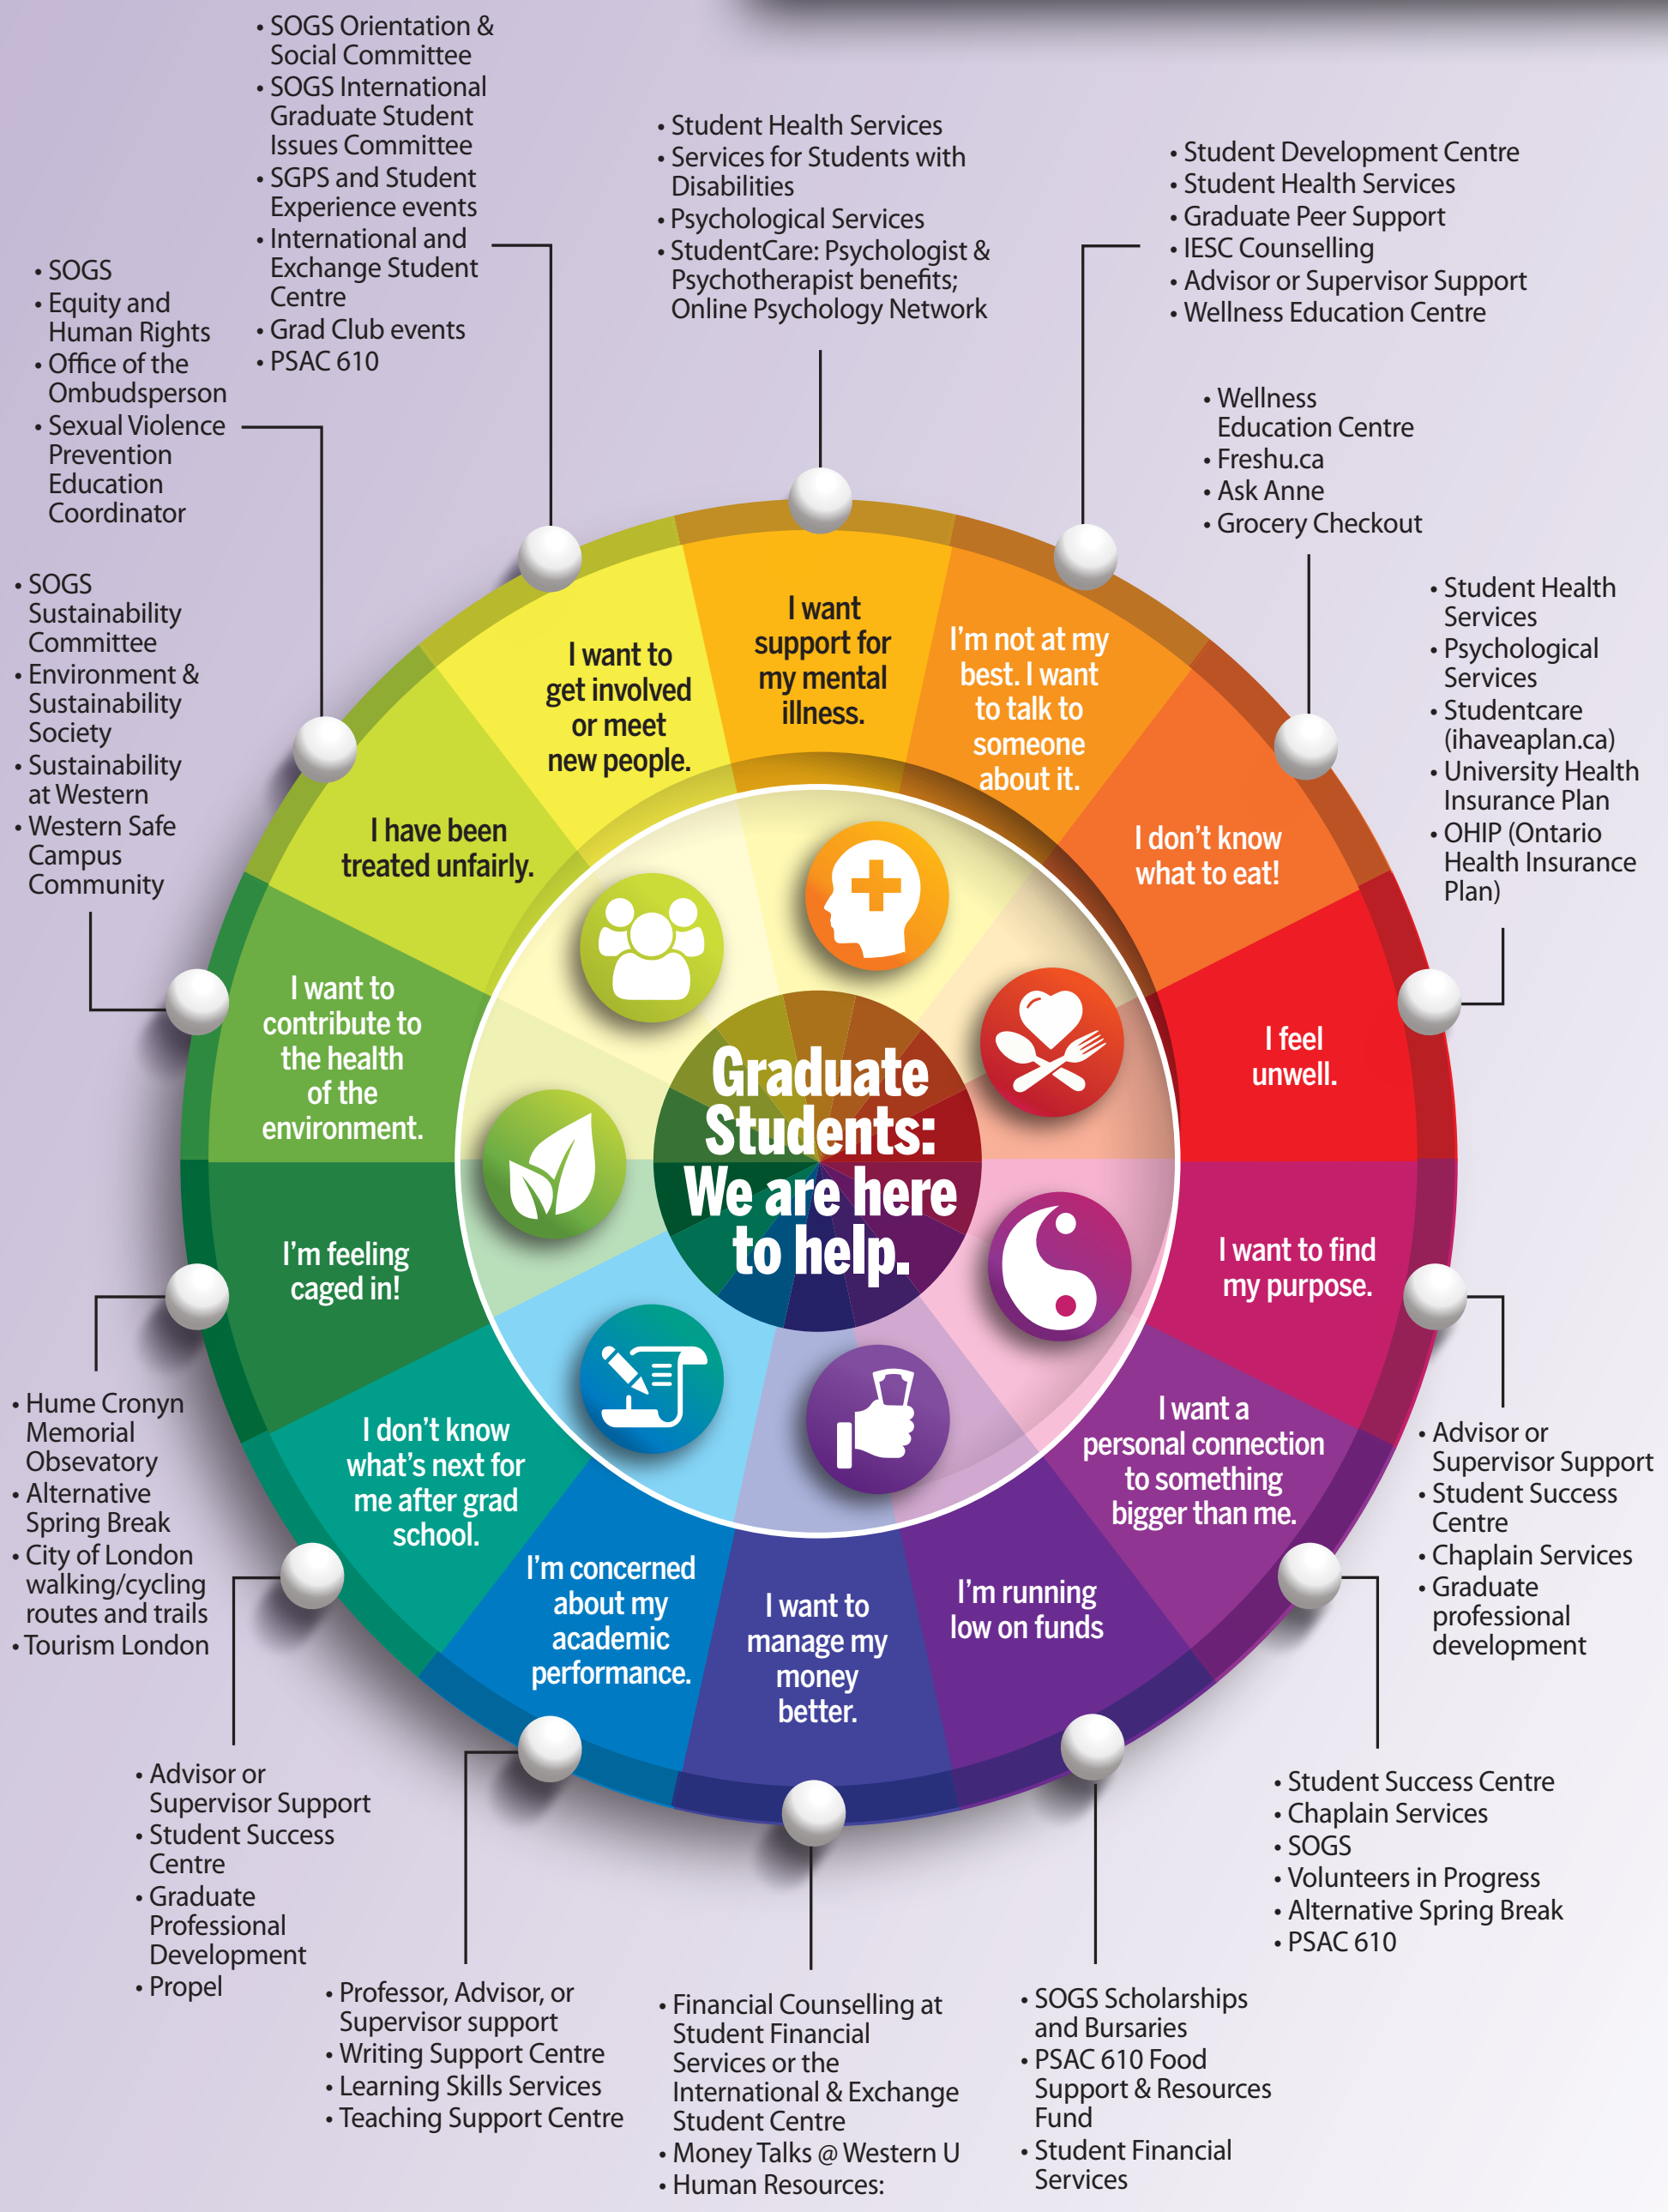 • SOGS Orientation &
Social Committee
• SOGS International
Graduate Student
Issues Committee
• SGPS and Student
Experience events
• International and
Exchange Student
Centre
• Grad Club events
• PSAC 610
• Student Health Services
• Services for Students with
Disabilities
• Psychological Services
• StudentCare: Psychologist &
Psychotherapist benefits;
Online Psychology Network
• Student Development Centre
• Student Health Services
• Graduate Peer Support
• IESC Counselling
• Advisor or Supervisor Support
• Wellness Education Centre
• SOGS
• Equity and
Human Rights
• Office of the
Ombudsperson
• Sexual Violence
Prevention
Education
Coordinator
• Wellness
Education Centre
• Freshu.ca
• Ask Anne
• Grocery Checkout
• SOGS
Sustainability
Committee
• Environment &
Sustainability
Society
• Sustainability
at Western
• Western Safe
Campus
Community
• Student Health
Services
• Psychological
Services
• Studentcare
(ihaveaplan.ca)
• University Health
Insurance Plan
• OHIP (Ontario
Health Insurance
Plan)
I want
support for
my mental
illness.
I'm not at my
best. I want
to talk to
someone
about it.
I don't know
what to eat!
I feel
unwell.
I want to find
my purpose.
I want a
personal connection
to something
bigger than me.
I'm running
low on funds
I want to
manage my
money
better.
I'm concerned
about my
academic
performance.
I don't know
what's next for
me after grad
school.
I'm feeling
caged in!
I want to
contribute to
the health
of the
environment.
I have been
treated unfairly.
I want to
get involved
or meet
new people.
Graduate
Students:
We are here
to help.
• Hume Cronyn
Memorial
Obsevatory
• Alternative
Spring Break
• City of London
walking/cycling
routes and trails
• Tourism London
• Advisor or
Supervisor Support
• Student Success
Centre
• Chaplain Services
• Graduate
professional
development
• Advisor or
Supervisor Support
• Student Success
Centre
• Graduate
Professional
Development
• Propel
• Student Success Centre
• Chaplain Services
• SOGS
• Volunteers in Progress
• Alternative Spring Break
• PSAC 610
• Professor, Advisor, or
Supervisor support
• Writing Support Centre
• Learning Skills Services
• Teaching Support Centre
• Financial Counselling at
Student Financial
Services or the
International & Exchange
Student Centre
• Money Talks @ Western U
• Human Resources:
• SOGS Scholarships
and Bursaries
• PSAC 610 Food
Support & Resources
Fund
• Student Financial
Services